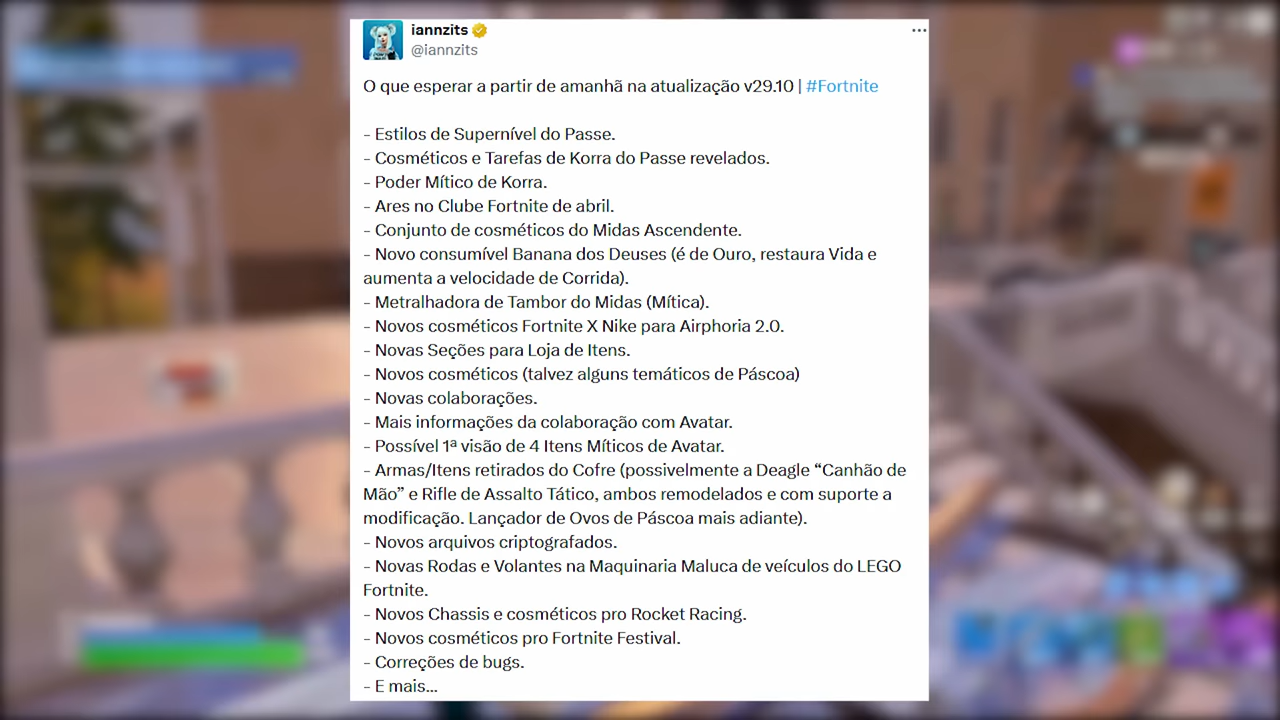 iannzits
@iannzits
O que esperar a partir de amanhã na atualização v29.10 | #Fortnite
- Estilos de Supernível do Passe.
- Cosméticos e Tarefas de Korra do Passe revelados.
- Poder Mítico de Korra.
- Ares no Clube Fortnite de abril.
- Conjunto de cosméticos do Midas Ascendente.
- Novo consumível Banana dos Deuses (é de Ouro, restaura Vida e
aumenta a velocidade de Corrida).
- Metralhadora de Tambor do Midas (Mítica).
- Novos cosméticos Fortnite X Nike para Airphoria 2.0.
- Novas Seções para Loja de Itens.
- Novos cosméticos (talvez alguns temáticos de Páscoa)
- Novas colaborações.
- Mais informações da colaboração com Avatar.
- Possível 1ª visão de 4 Itens Míticos de Avatar.
- Armas/Itens retirados do Cofre (possivelmente a Deagle “Canhão de
Mão” e Rifle de Assalto Tático, ambos remodelados e com suporte a
modificação. Lançador de Ovos de Páscoa mais adiante).
- Novos arquivos criptografados.
- Novas Rodas e Volantes na Maquinaria Maluca de veículos do LEGO
Fortnite.
- Novos Chassis e cosméticos pro Rocket Racing.
- Novos cosméticos pro Fortnite Festival.
- Correções de bugs.
- E mais...